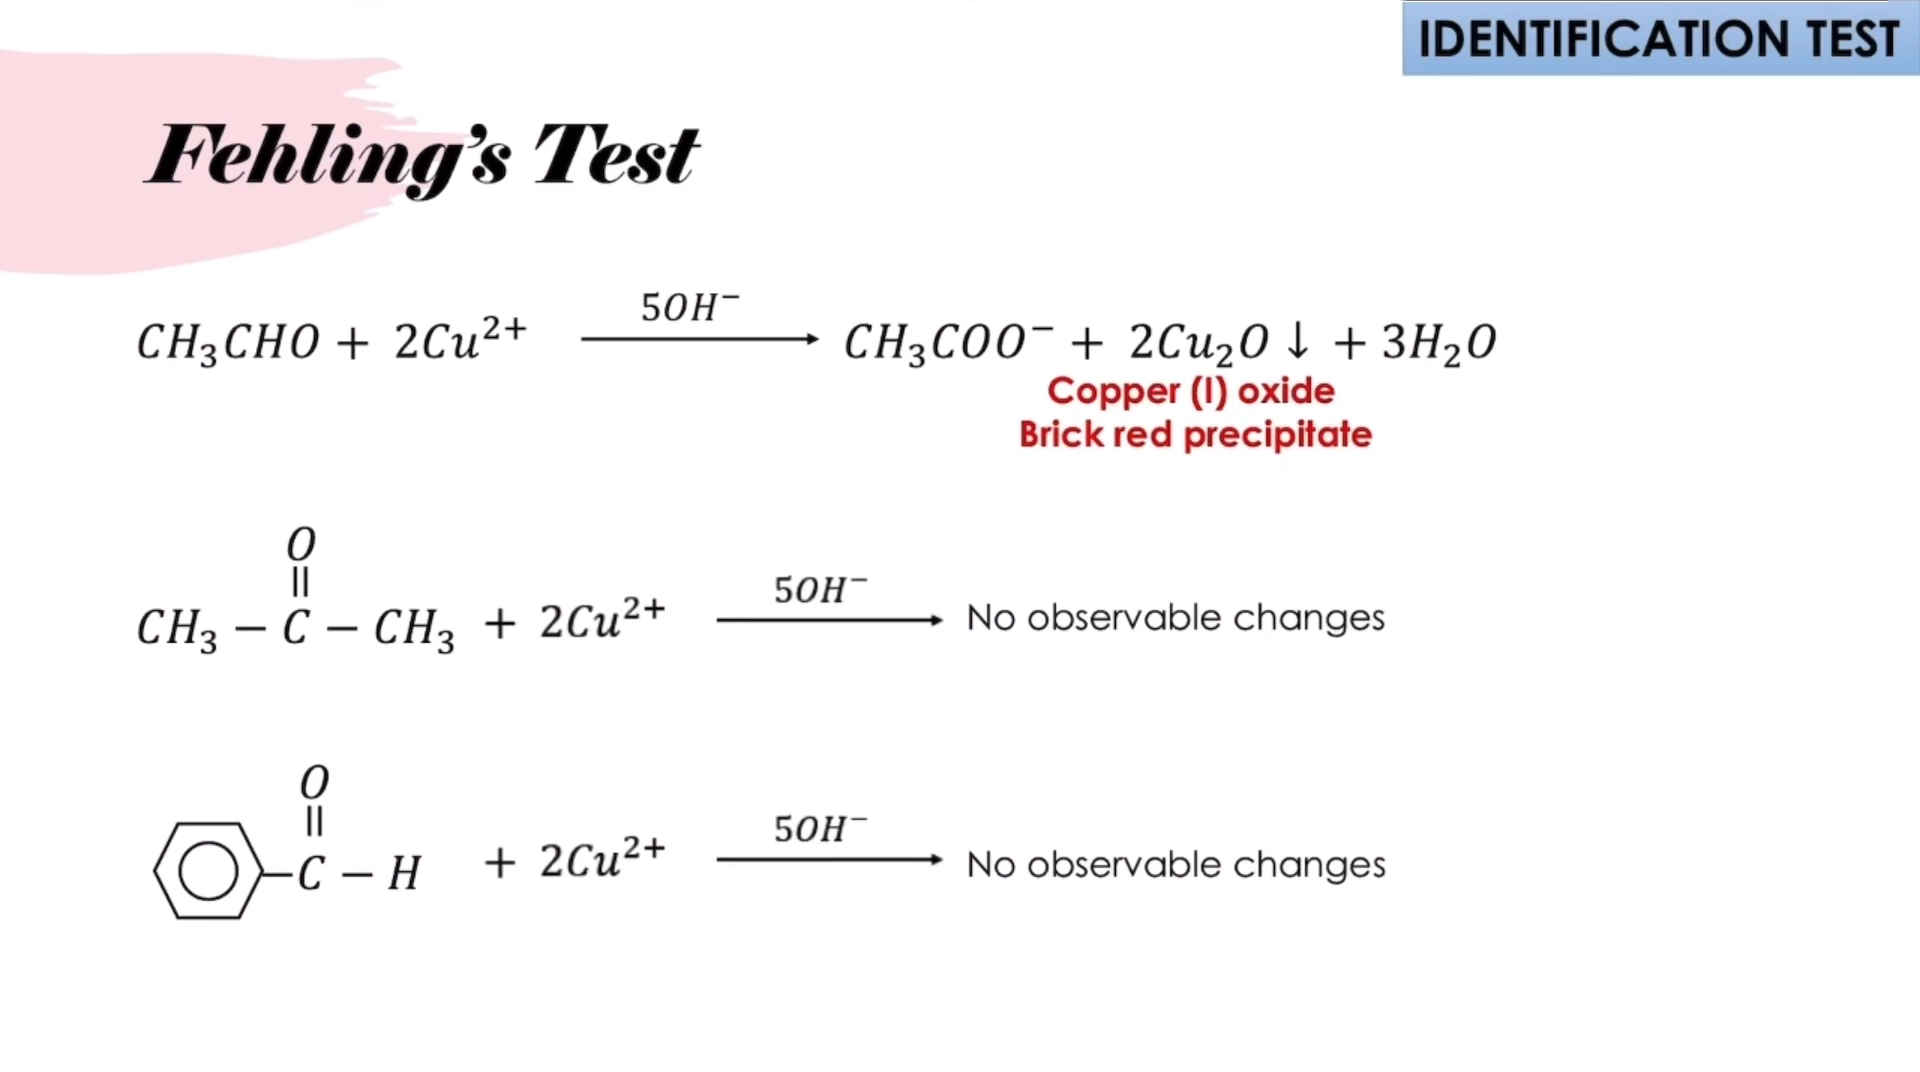 IDENTIFICATION TEST
Fehling's Test
5OH⁻
CH₃CHO + 2Cu²⁺ CH₃COO⁻ + 2Cu₂O ↓ + 3H₂O
Copper (I) oxide
Brick red precipitate
O
||
5OH⁻
CH₃ – C – CH₃ + 2Cu²⁺ No observable changes
O
||
5OH⁻
–C – H + 2Cu²⁺ No observable changes